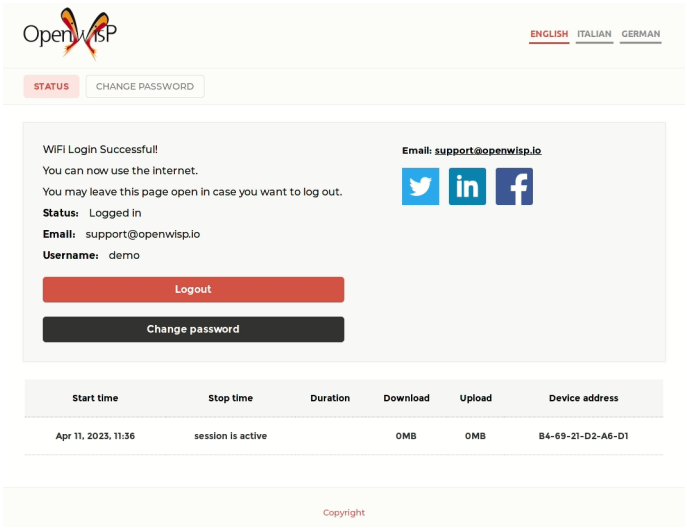 OpenWISP
ENGLISH ITALIAN GERMAN
STATUS CHANGE PASSWORD
WiFi Login Successful!
You can now use the internet.
You may leave this page open in case you want to log out.
Status: Logged in
Email: support@openwisp.io
Username: demo
Logout
Change password
Email: support@openwisp.io
in
f
Start time Stop time Duration Download Upload Device address
Apr 11, 2023, 11:36 session is active 0MB 0MB B4-69-21-D2-A6-D1
Copyright